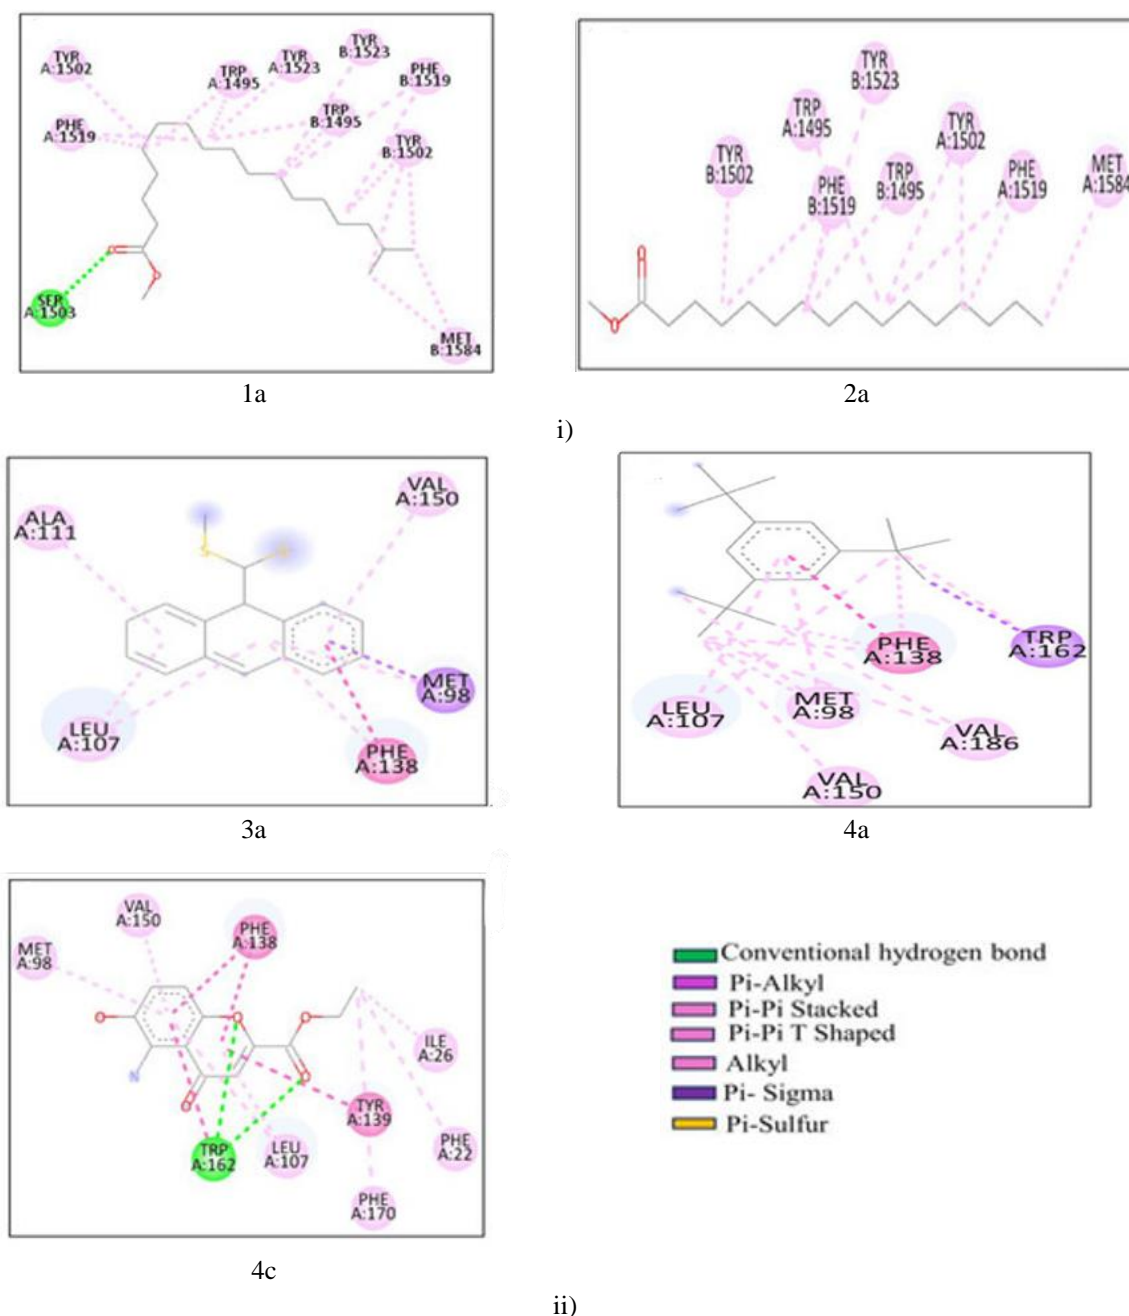 TYR
A:1502
PHE
A:1519
TRP
A:1495
TYR
A:1523
TYR
B:1523
PHE
B:1519
TRP
B:1495
TYR
B:1502
O
O
SER
A:1503
MET
B:1584
1a
TYR
B:1523
TRP
A:1495
TYR
A:1502
TYR
B:1502
PHE
B:1519
TRP
B:1495
PHE
A:1519
MET
A:1584
O
O
2a
i)
ALA
A:111
VAL
A:150
S
S
LEU
A:107
MET
A:98
PHE
A:138
3a
PHE
A:138
TRP
A:162
LEU
A:107
MET
A:98
VAL
A:186
VAL
A:150
4a
VAL
A:150
PHE
A:138
MET
A:98
O
O
O
O
O
N
ILE
A:26
TYR
A:139
TRP
A:162
LEU
A:107
PHE
A:22
PHE
A:170
4c
Conventional hydrogen bond
Pi-Alkyl
Pi-Pi Stacked
Pi-Pi T Shaped
Alkyl
Pi- Sigma
Pi-Sulfur
ii)